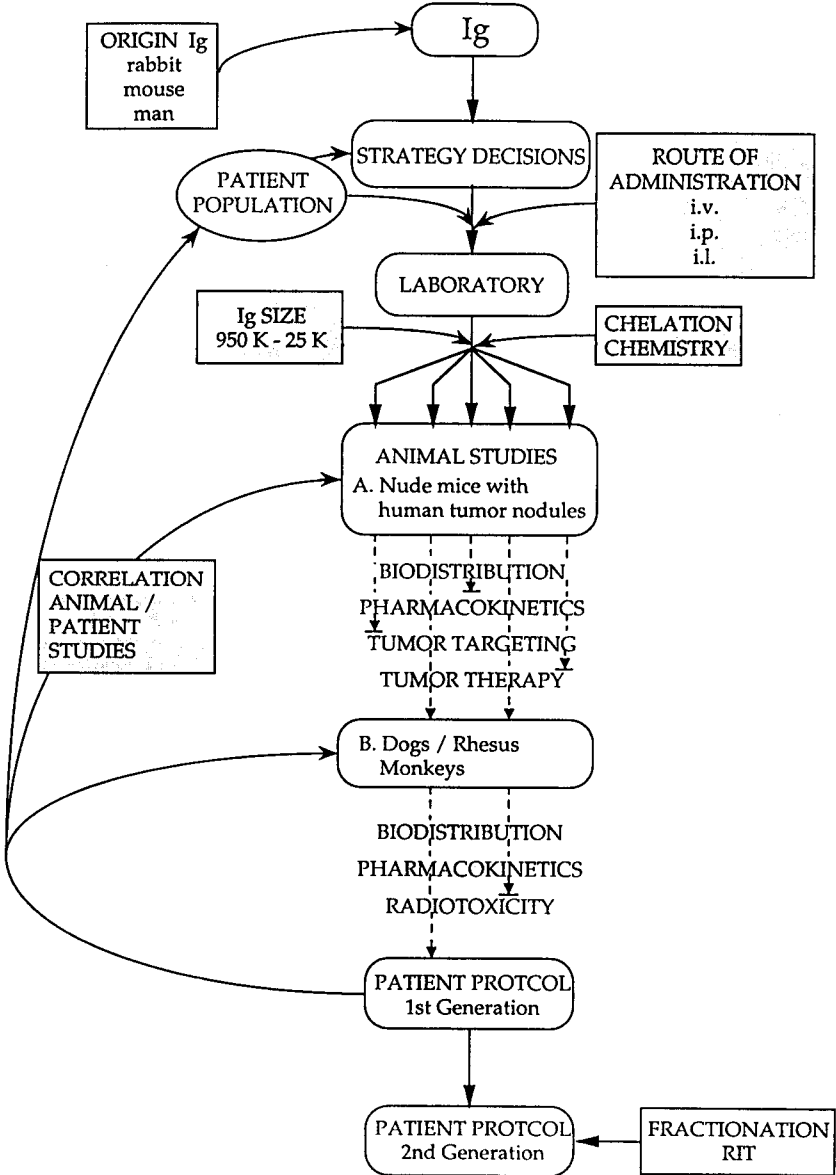 Ig
ORIGIN Ig
rabbit
mouse
man
STRATEGY DECISIONS
PATIENT
POPULATION
ROUTE OF
ADMINISTRATION
i.v.
i.p.
i.l.
LABORATORY
Ig SIZE
950 K - 25 K
CHELATION
CHEMISTRY
ANIMAL STUDIES
A. Nude mice with
human tumor nodules
BIODISTRIBUTION
PHARMACOKINETICS
TUMOR TARGETING
TUMOR THERAPY
CORRELATION
ANIMAL /
PATIENT
STUDIES
B. Dogs / Rhesus
Monkeys
BIODISTRIBUTION
PHARMACOKINETICS
RADIOTOXICITY
PATIENT PROTCOL
1st Generation
PATIENT PROTCOL
2nd Generation
FRACTIONATION
RIT